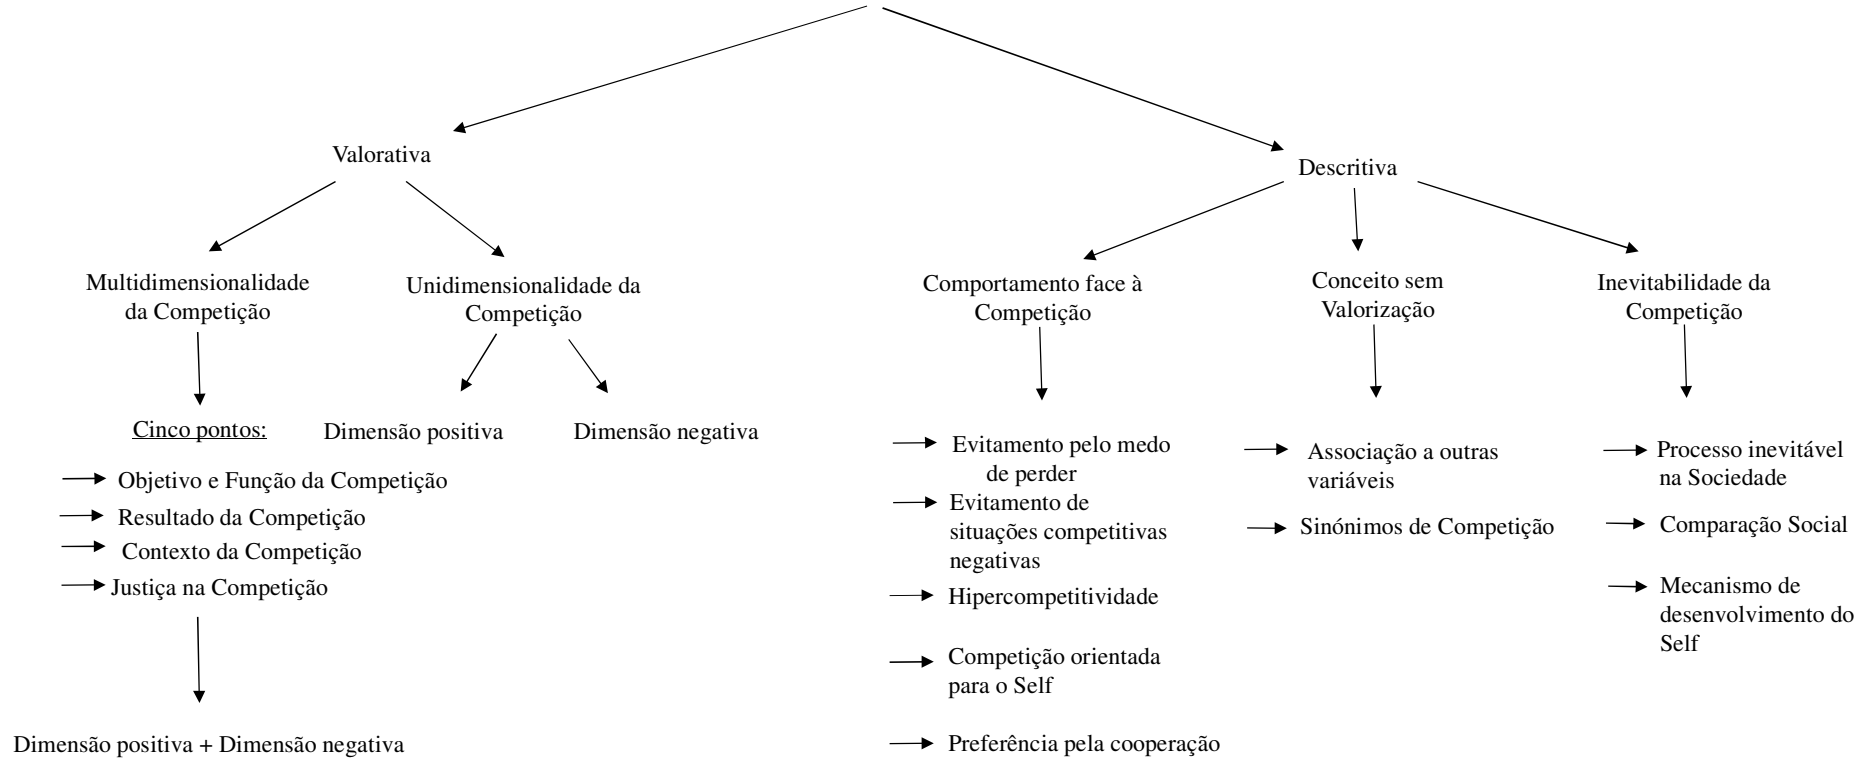 Valorativa
Descritiva
Multidimensionalidade
da Competição
Unidimensionalidade da
Competição
Comportamento face à
Competição
Conceito sem
Valorização
Inevitabilidade da
Competição
Cinco pontos:
Objetivo e Função da Competição
Resultado da Competição
Contexto da Competição
Justiça na Competição
Dimensão positiva + Dimensão negativa
Dimensão positiva
Dimensão negativa
Evitamento pelo medo
de perder
Evitamento de
situações competitivas
negativas
Hipercompetitividade
Competição orientada
para o Self
Preferência pela cooperação
Associação a outras
variáveis
Sinónimos de Competição
Processo inevitável
na Sociedade
Comparação Social
Mecanismo de
desenvolvimento do
Self